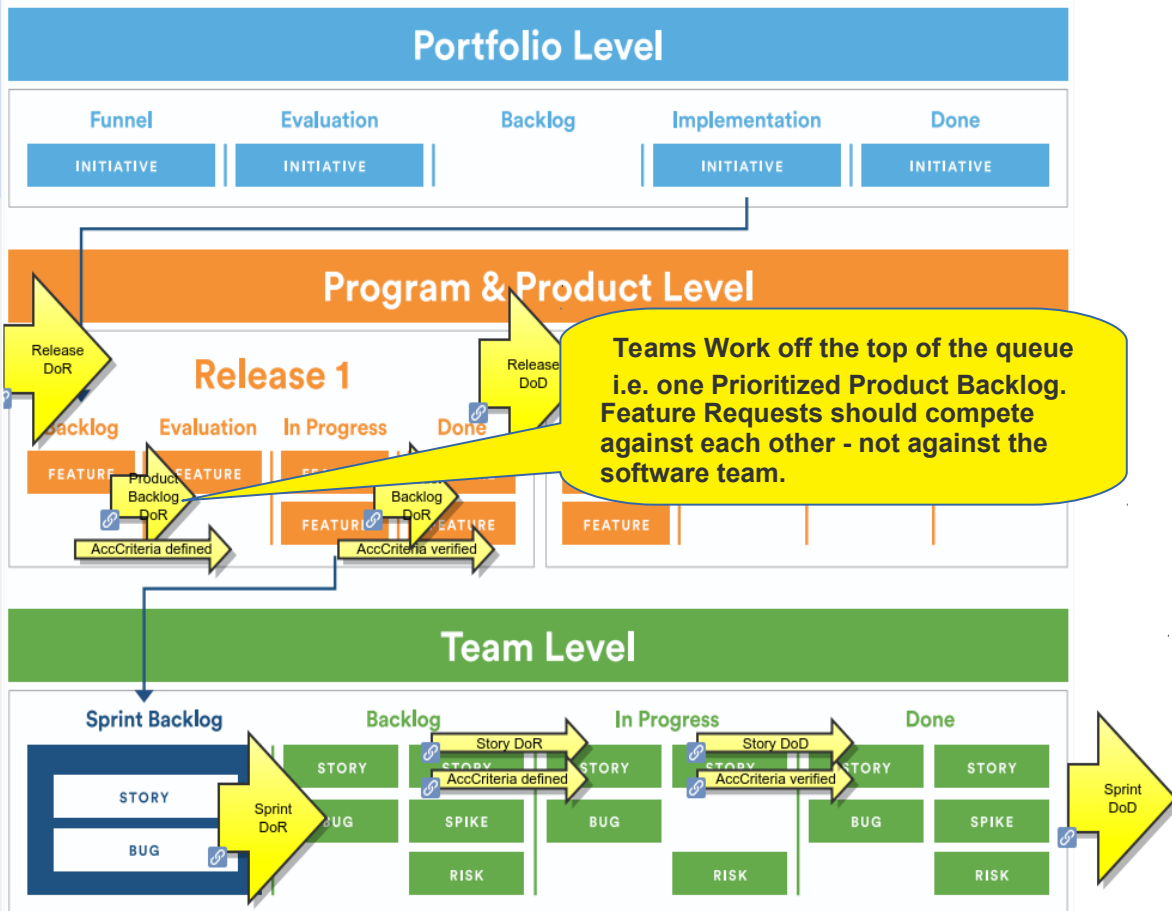 Portfolio Level
Funnel Evaluation Backlog Implementation Done
INITIATIVE INITIATIVE INITIATIVE INITIATIVE
Program & Product Level
Release DoR
Release 1
Release DoD
Teams Work off the top of the queue
i.e. one Prioritized Product Backlog.
Feature Requests should compete
against each other - not against the
software team.
Backlog Evaluation In Progress Done
FEATURE FEATURE
Product
Backlog
DoR
Backlog
DoR
FEATURE FEATURE FEATURE
AccCriteria defined AccCriteria verified
Team Level
Sprint Backlog Backlog In Progress Done
Story DoR Story DoD
STORY STORY STORY STORY STORY STORY
AccCriteria defined AccCriteria verified
STORY
Sprint
DoR
BUG SPIKE BUG BUG SPIKE
Sprint
DoD
BUG
RISK RISK RISK